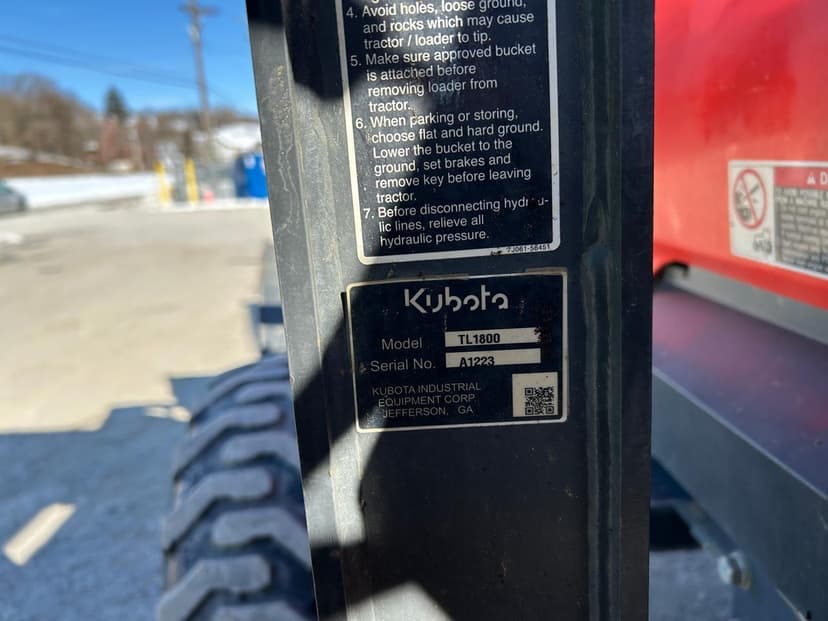 4. Avoid holes, loose ground,
and rocks which may cause
tractor / loader to tip.
5. Make sure approved bucket
is attached before
removing loader from
tractor.
6. When parking or storing,
choose flat and hard ground.
Lower the bucket to the
ground, set brakes and
remove key before leaving
tractor.
7. Before disconnecting hydrau-
lic lines, relieve all
hydraulic pressure.
7J061-56451
Kubota
Model TL1800
Serial No. A1223
KUBOTA INDUSTRIAL
EQUIPMENT CORP.
JEFFERSON, GA